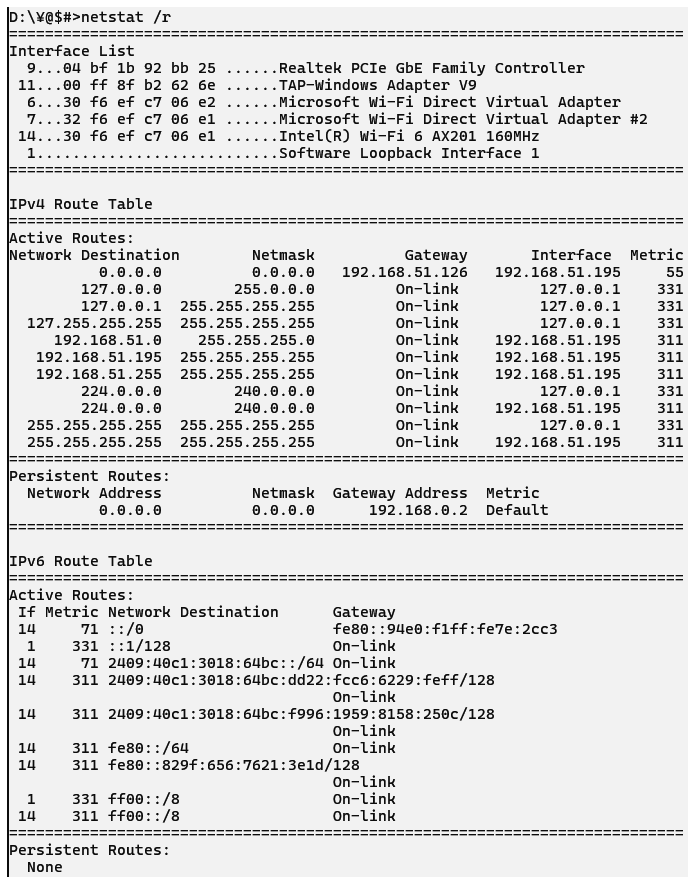 D:\¥@$#>netstat /r
===========================================================================
Interface List
  9...04 bf 1b 92 bb 25 ......Realtek PCIe GbE Family Controller
 11...00 ff 8f b2 62 6e ......TAP-Windows Adapter V9
  6...30 f6 ef c7 06 e2 ......Microsoft Wi-Fi Direct Virtual Adapter
  7...32 f6 ef c7 06 e1 ......Microsoft Wi-Fi Direct Virtual Adapter #2
 14...30 f6 ef c7 06 e1 ......Intel(R) Wi-Fi 6 AX201 160MHz
  1...........................Software Loopback Interface 1
===========================================================================

IPv4 Route Table
===========================================================================
Active Routes:
Network Destination        Netmask          Gateway       Interface  Metric
          0.0.0.0          0.0.0.0   192.168.51.126   192.168.51.195     55
        127.0.0.0        255.0.0.0         On-link         127.0.0.1    331
        127.0.0.1  255.255.255.255         On-link         127.0.0.1    331
  127.255.255.255  255.255.255.255         On-link         127.0.0.1    331
     192.168.51.0    255.255.255.0         On-link    192.168.51.195    311
   192.168.51.195  255.255.255.255         On-link    192.168.51.195    311
   192.168.51.255  255.255.255.255         On-link    192.168.51.195    311
        224.0.0.0        240.0.0.0         On-link         127.0.0.1    331
        224.0.0.0        240.0.0.0         On-link    192.168.51.195    311
  255.255.255.255  255.255.255.255         On-link         127.0.0.1    331
  255.255.255.255  255.255.255.255         On-link    192.168.51.195    311
===========================================================================
Persistent Routes:
  Network Address          Netmask  Gateway Address  Metric
          0.0.0.0          0.0.0.0      192.168.0.2  Default
===========================================================================

IPv6 Route Table
===========================================================================
Active Routes:
 If Metric Network Destination      Gateway
 14     71 ::/0                     fe80::94e0:f1ff:fe7e:2cc3
  1    331 ::1/128                  On-link
 14     71 2409:40c1:3018:64bc::/64 On-link
 14    311 2409:40c1:3018:64bc:dd22:fcc6:6229:feff/128
                                    On-link
 14    311 2409:40c1:3018:64bc:f996:1959:8158:250c/128
                                    On-link
 14    311 fe80::/64                On-link
 14    311 fe80::829f:656:7621:3e1d/128
                                    On-link
  1    331 ff00::/8                 On-link
 14    311 ff00::/8                 On-link
===========================================================================
Persistent Routes:
  None